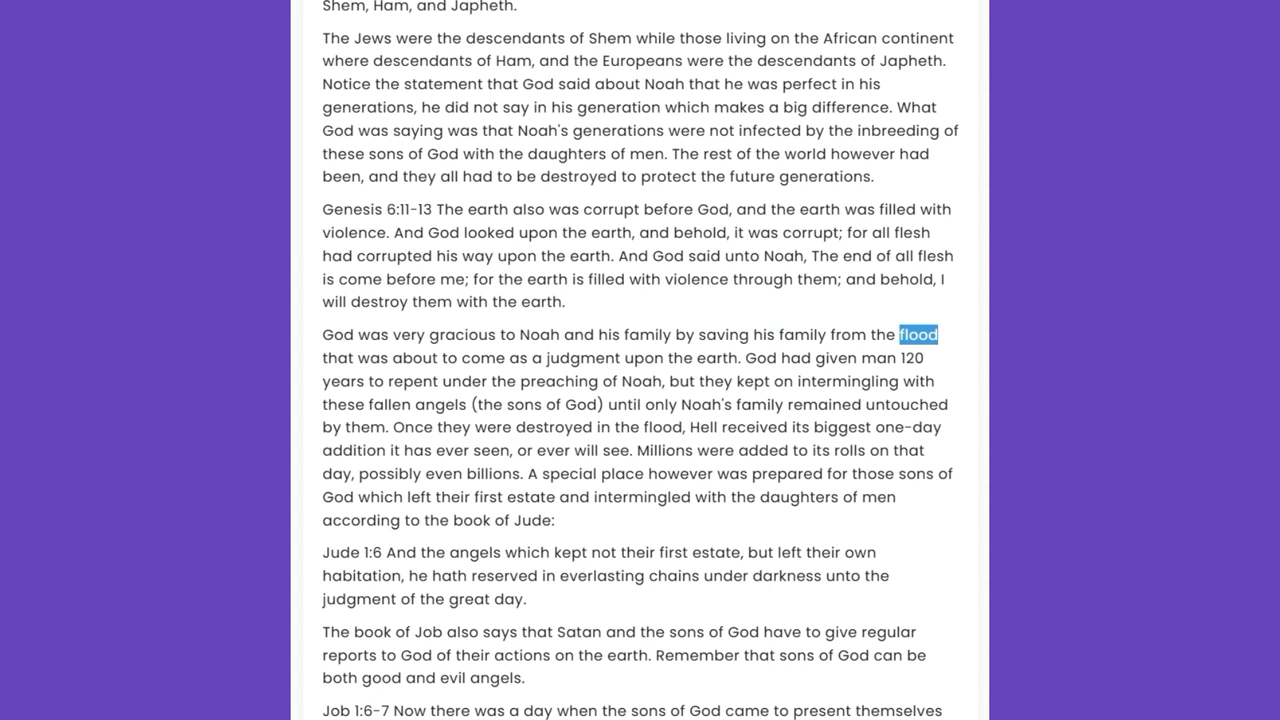 Shem, Ham, and Japheth.
The Jews were the descendants of Shem while those living on the African continent
where descendants of Ham, and the Europeans were the descendants of Japheth.
Notice the statement that God said about Noah that he was perfect in his
generations, he did not say in his generation which makes a big difference. What
God was saying was that Noah's generations were not infected by the inbreeding of
these sons of God with the daughters of men. The rest of the world however had
been, and they all had to be destroyed to protect the future generations.
Genesis 6:11-13 The earth also was corrupt before God, and the earth was filled with
violence. And God looked upon the earth, and behold, it was corrupt; for all flesh
had corrupted his way upon the earth. And God said unto Noah, The end of all flesh
is come before me; for the earth is filled with violence through them; and behold, I
will destroy them with the earth.
God was very gracious to Noah and his family by saving his family from the flood
that was about to come as a judgment upon the earth. God had given man 120
years to repent under the preaching of Noah, but they kept on intermingling with
these fallen angels (the sons of God) until only Noah's family remained untouched
by them. Once they were destroyed in the flood, Hell received its biggest one-day
addition it has ever seen, or ever will see. Millions were added to its rolls on that
day, possibly even billions. A special place however was prepared for those sons of
God which left their first estate and intermingled with the daughters of men
according to the book of Jude:
Jude 1:6 And the angels which kept not their first estate, but left their own
habitation, he hath reserved in everlasting chains under darkness unto the
judgment of the great day.
The book of Job also says that Satan and the sons of God have to give regular
reports to God of their actions on the earth. Remember that sons of God can be
both good and evil angels.
Job 1:6-7 Now there was a day when the sons of God came to present themselves